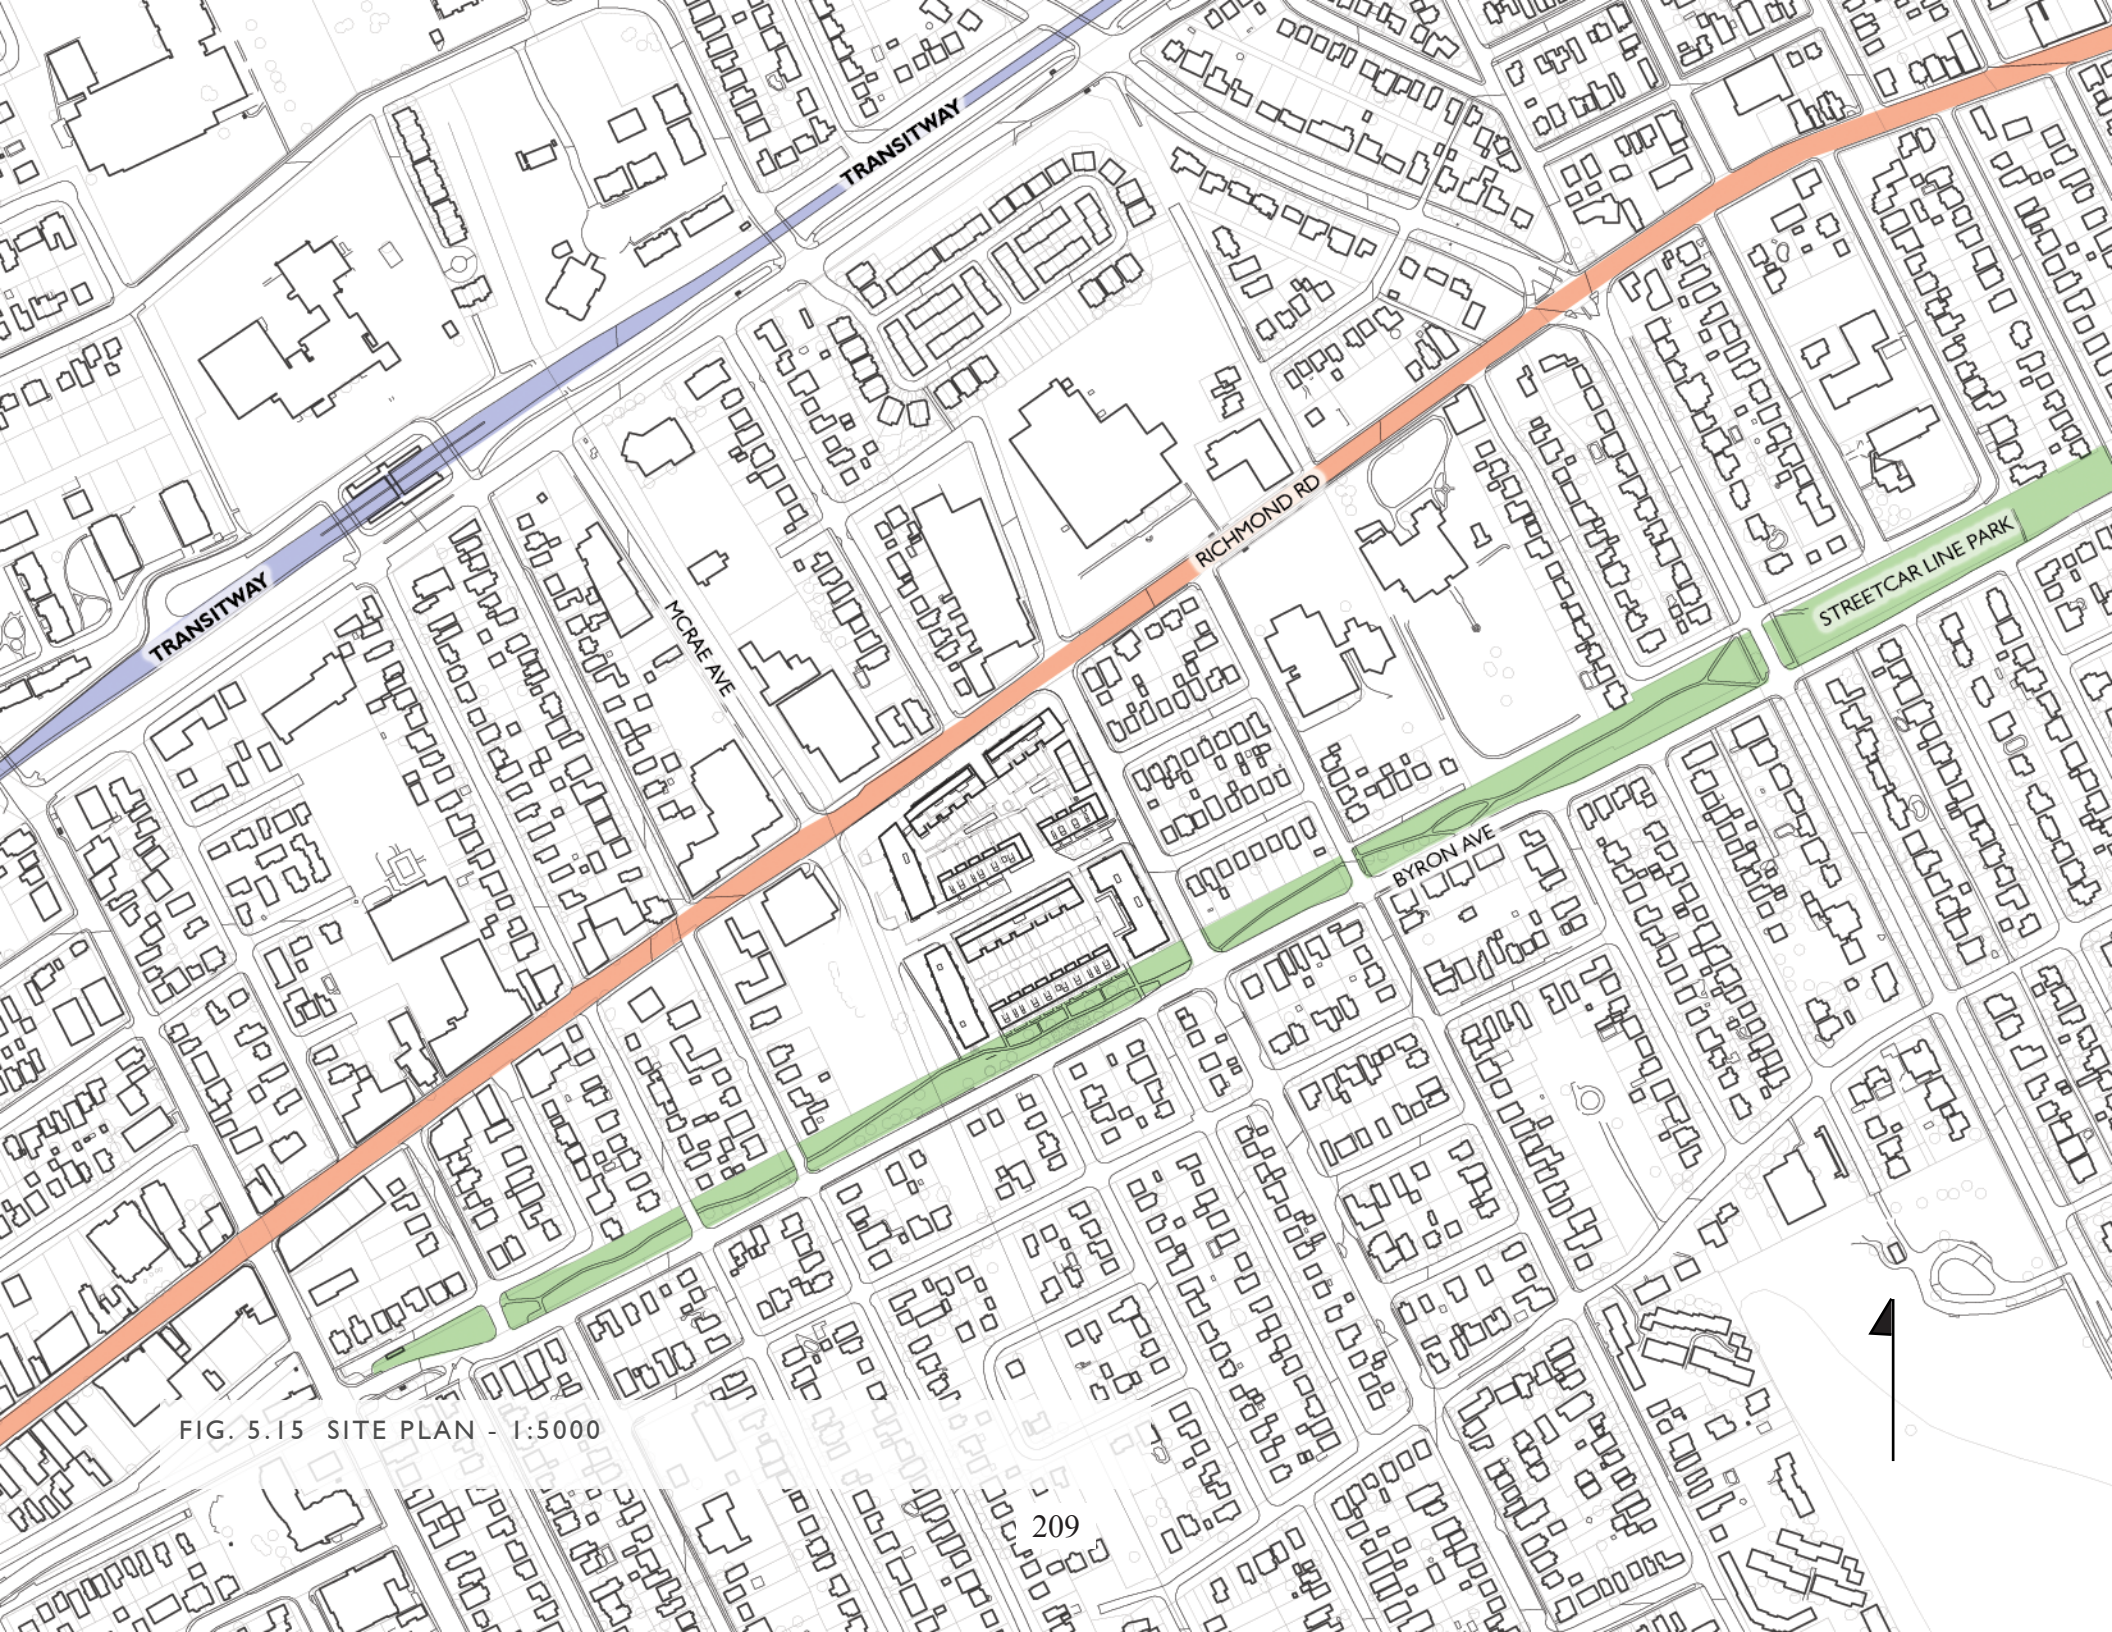 TRANSITWAY
RICHMOND RD
STREETCAR LINE PARK
TRANSITWAY
MCRAE AVE
BYRON AVE
FIG. 5.15 SITE PLAN - 1:5000
209